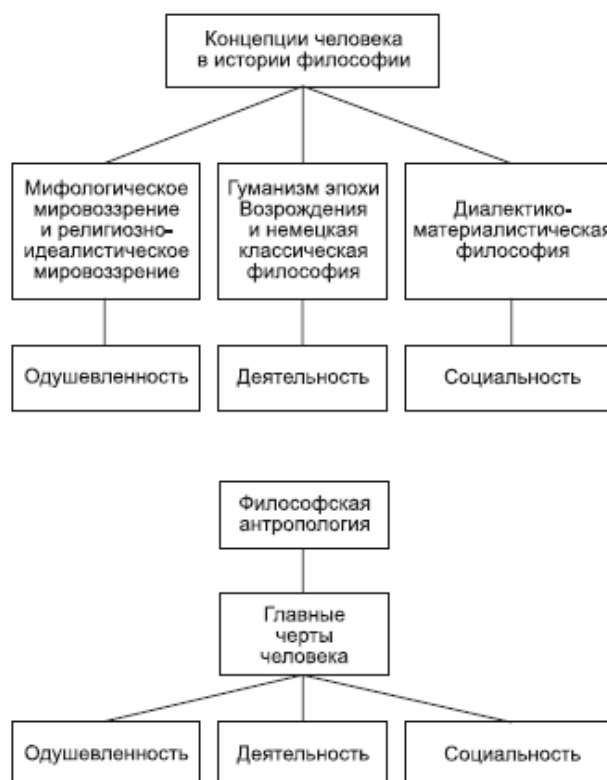 Концепции человека
в истории философии
Мифологическое
мировоззрение
и религиозно-
идеалистическое
мировоззрение
Гуманизм эпохи
Возрождения
и немецкая
классическая
философия
Диалектико-
материалистическая
философия
Одушевленность
Деятельность
Социальность
Философская
антропология
Главные
черты
человека
Одушевленность
Деятельность
Социальность